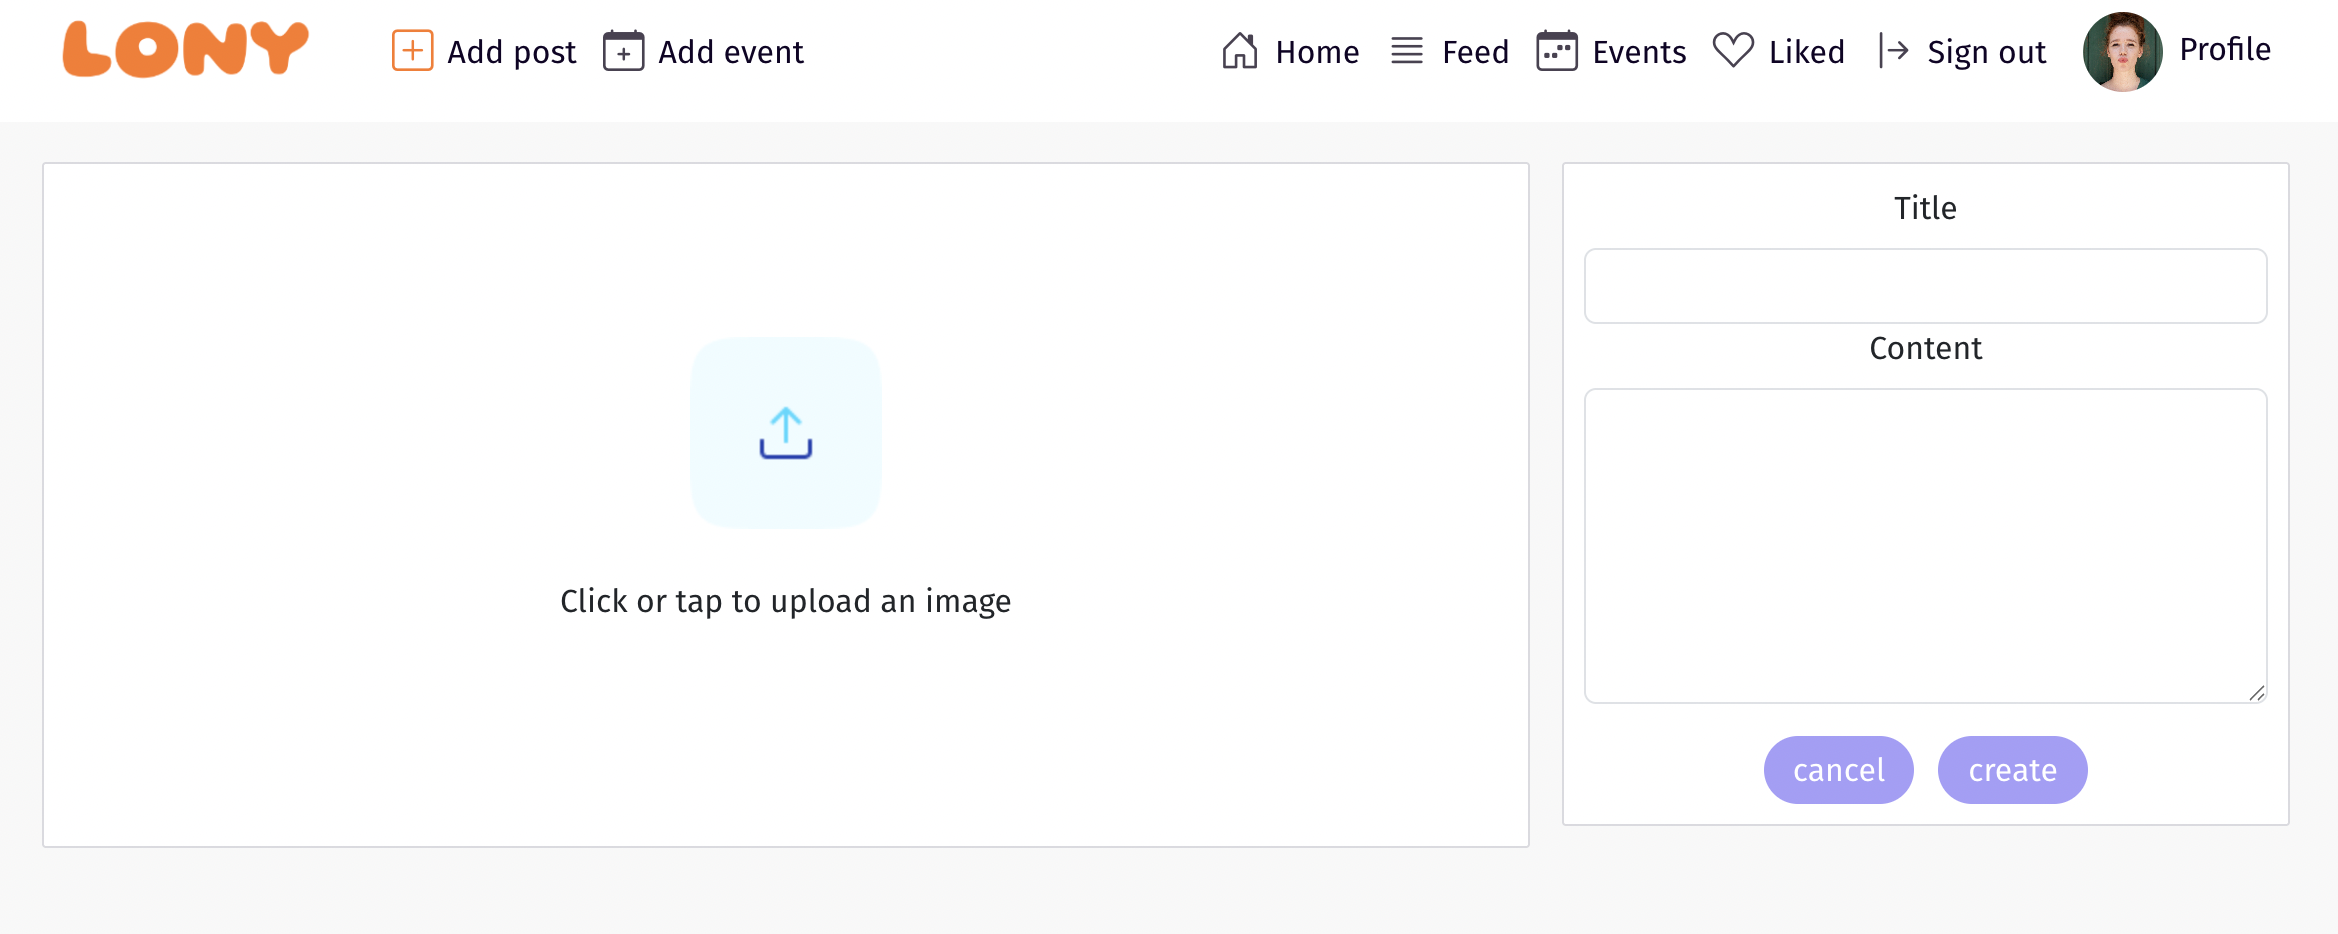 LONY
Add post
Add event
Home
Feed
Events
Liked
Sign out
Profile
Click or tap to upload an image
Title
Content
cancel
create